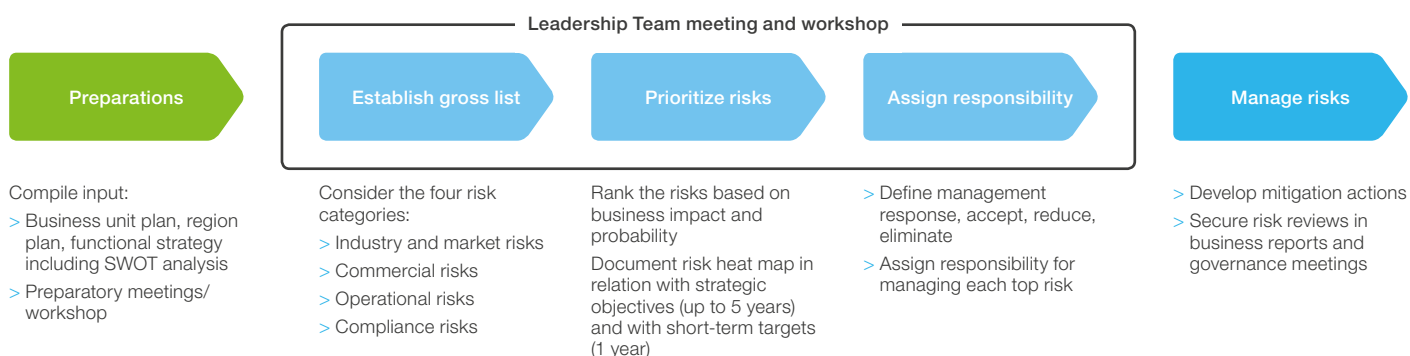 Leadership Team meeting and workshop
Preparations
Establish gross list
Prioritize risks
Assign responsibility
Manage risks
Compile input:
> Business unit plan, region
plan, functional strategy
including SWOT analysis
> Preparatory meetings/
workshop
Consider the four risk
categories:
> Industry and market risks
> Commercial risks
> Operational risks
> Compliance risks
Rank the risks based on
business impact and
probability
Document risk heat map in
relation with strategic
objectives (up to 5 years)
and with short-term targets
(1 year)
> Define management
response, accept, reduce,
eliminate
> Assign responsibility for
managing each top risk
> Develop mitigation actions
> Secure risk reviews in
business reports and
governance meetings